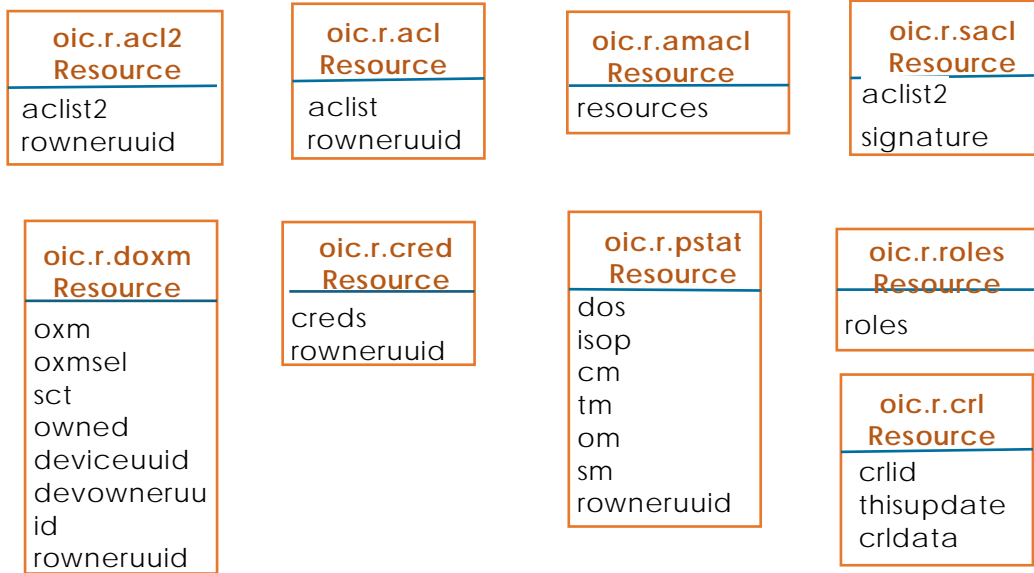 oic.r.acl2
Resource
aclist2
rowneruuid
oic.r.acl
Resource
aclist
rowneruuid
oic.r.amacl
Resource
resources
oic.r.sacl
Resource
aclist2
signature
oic.r.doxm
Resource
oxm
oxmsel
sct
owned
deviceuuid
devowneruu
id
rowneruuid
oic.r.cred
Resource
creds
rowneruuid
oic.r.pstat
Resource
dos
isop
cm
tm
om
sm
rowneruuid
oic.r.roles
Resource
roles
oic.r.crl
Resource
crlid
thisupdate
crldata